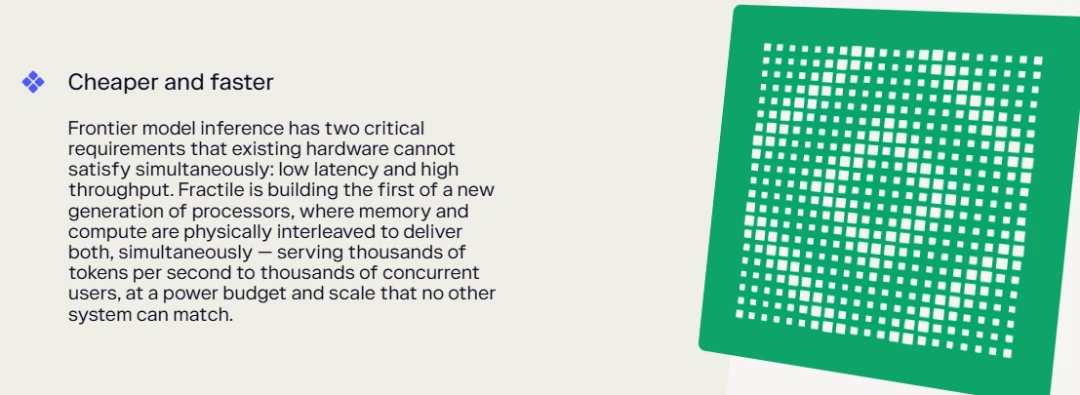 Cheaper and faster
Frontier model inference has two critical
requirements that existing hardware cannot
satisfy simultaneously: low latency and high
throughput. Fractile is building the first of a new
generation of processors, where memory and
compute are physically interleaved to deliver
both, simultaneously — serving thousands of
tokens per second to thousands of concurrent
users, at a power budget and scale that no other
system can match.